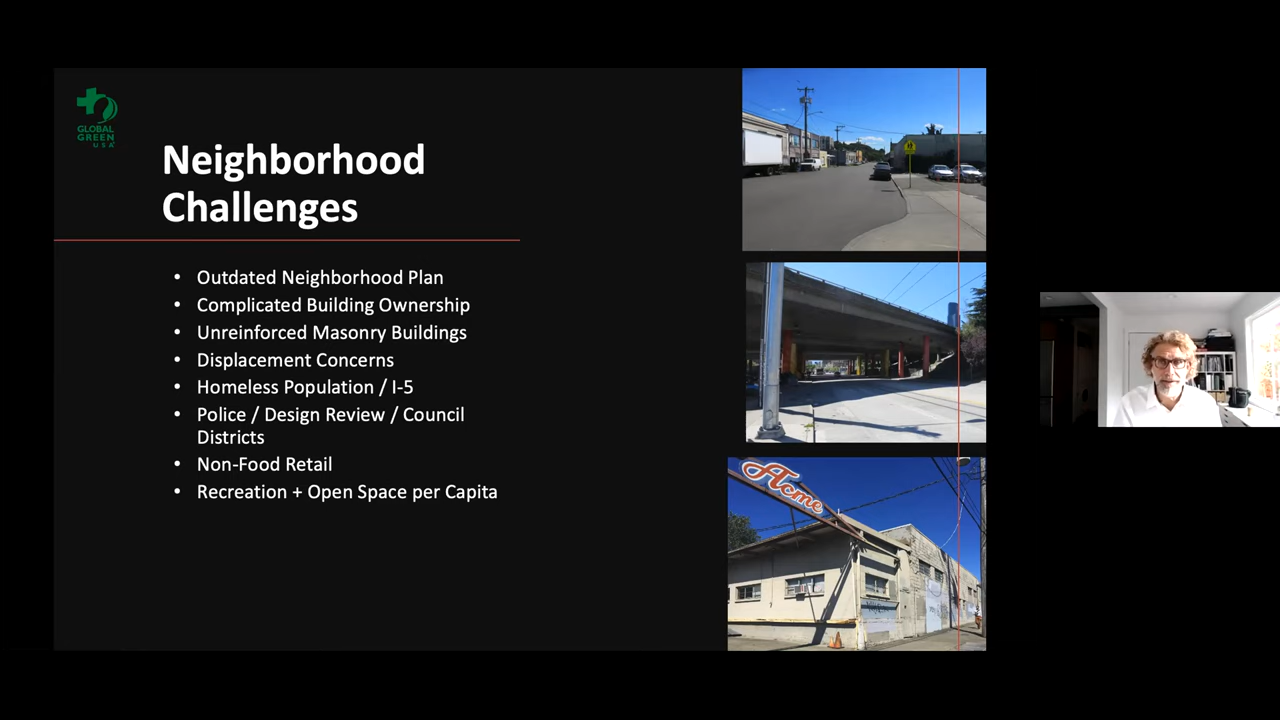 GLOBAL
GREEN
USA
Neighborhood
Challenges
• Outdated Neighborhood Plan
• Complicated Building Ownership
• Unreinforced Masonry Buildings
• Displacement Concerns
• Homeless Population / I-5
• Police / Design Review / Council
Districts
• Non-Food Retail
• Recreation + Open Space per Capita
Acme